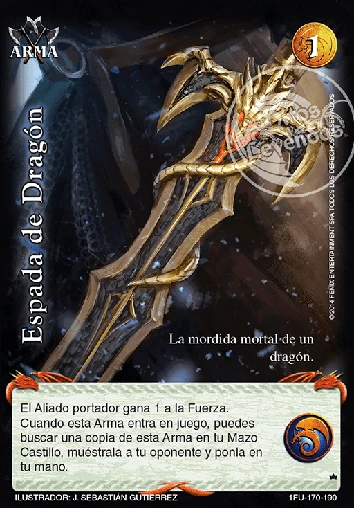 ARMA
1
Espada de Dragón
La mordida mortal de un
dragón.
El Aliado portador gana 1 a la Fuerza.
Cuando esta Arma entra en juego, puedes
buscar una copia de esta Arma en tu Mazo
Castillo, muéstrala a tu oponente y ponla en
tu mano.
ILUSTRADOR: J. SEBASTIÁN GUTIERREZ
1FU-170-190